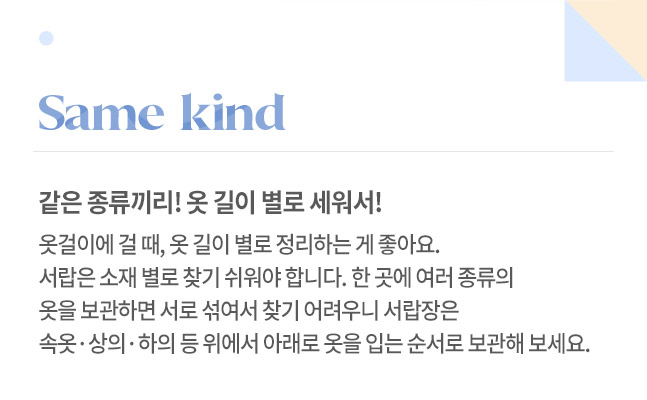 Same kind
같은 종류끼리! 옷 길이 별로 세워서!
옷걸이에 걸 때, 옷 길이 별로 정리하는 게 좋아요.
서랍은 소재 별로 찾기 쉬워야 합니다. 한 곳에 여러 종류의
옷을 보관하면 서로 섞여서 찾기 어려우니 서랍장은
속옷·상의·하의 등 위에서 아래로 옷을 입는 순서로 보관해 보세요.